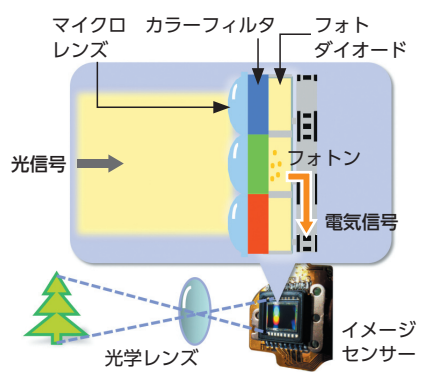 マイクロ
レンズ
カラーフィルタ
フォト
ダイオード
光信号
フォトン
電気信号
光学レンズ
イメージ
センサー